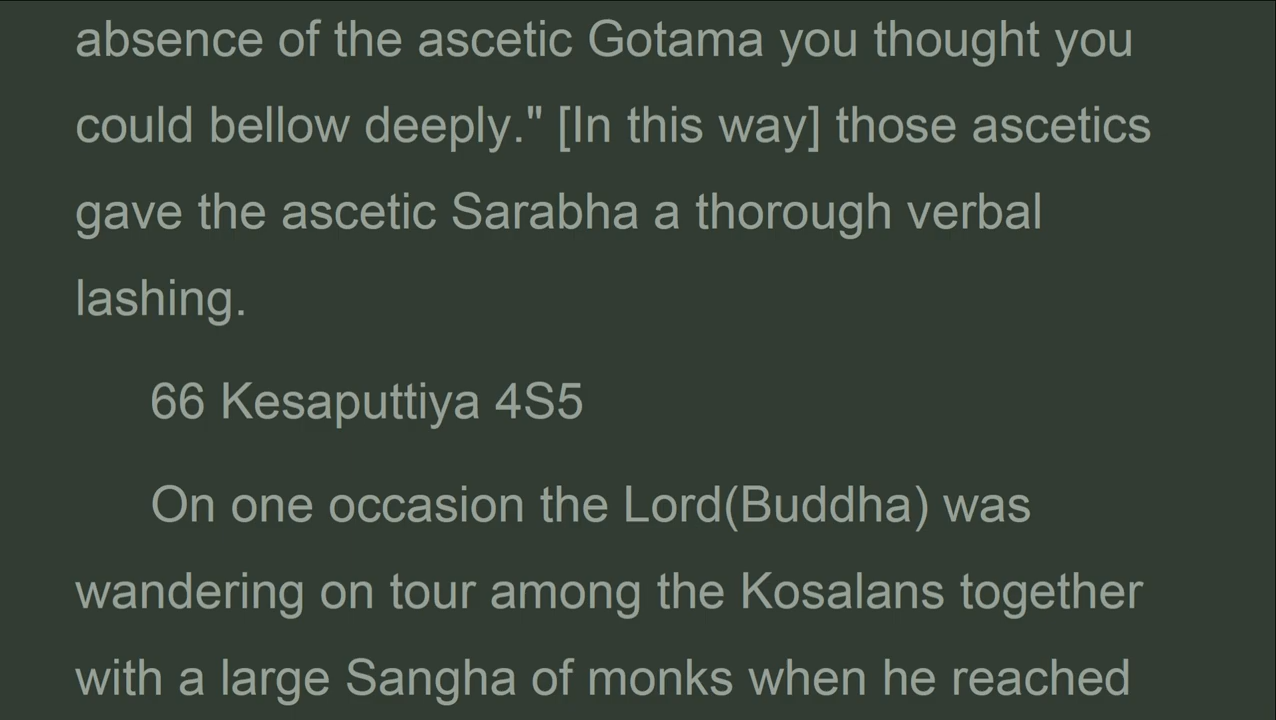 absence of the ascetic Gotama you thought you
could bellow deeply." [In this way] those ascetics
gave the ascetic Sarabha a thorough verbal
lashing.
66 Kesaputtiya 4S5
On one occasion the Lord(Buddha) was
wandering on tour among the Kosalans together
with a large Sangha of monks when he reached